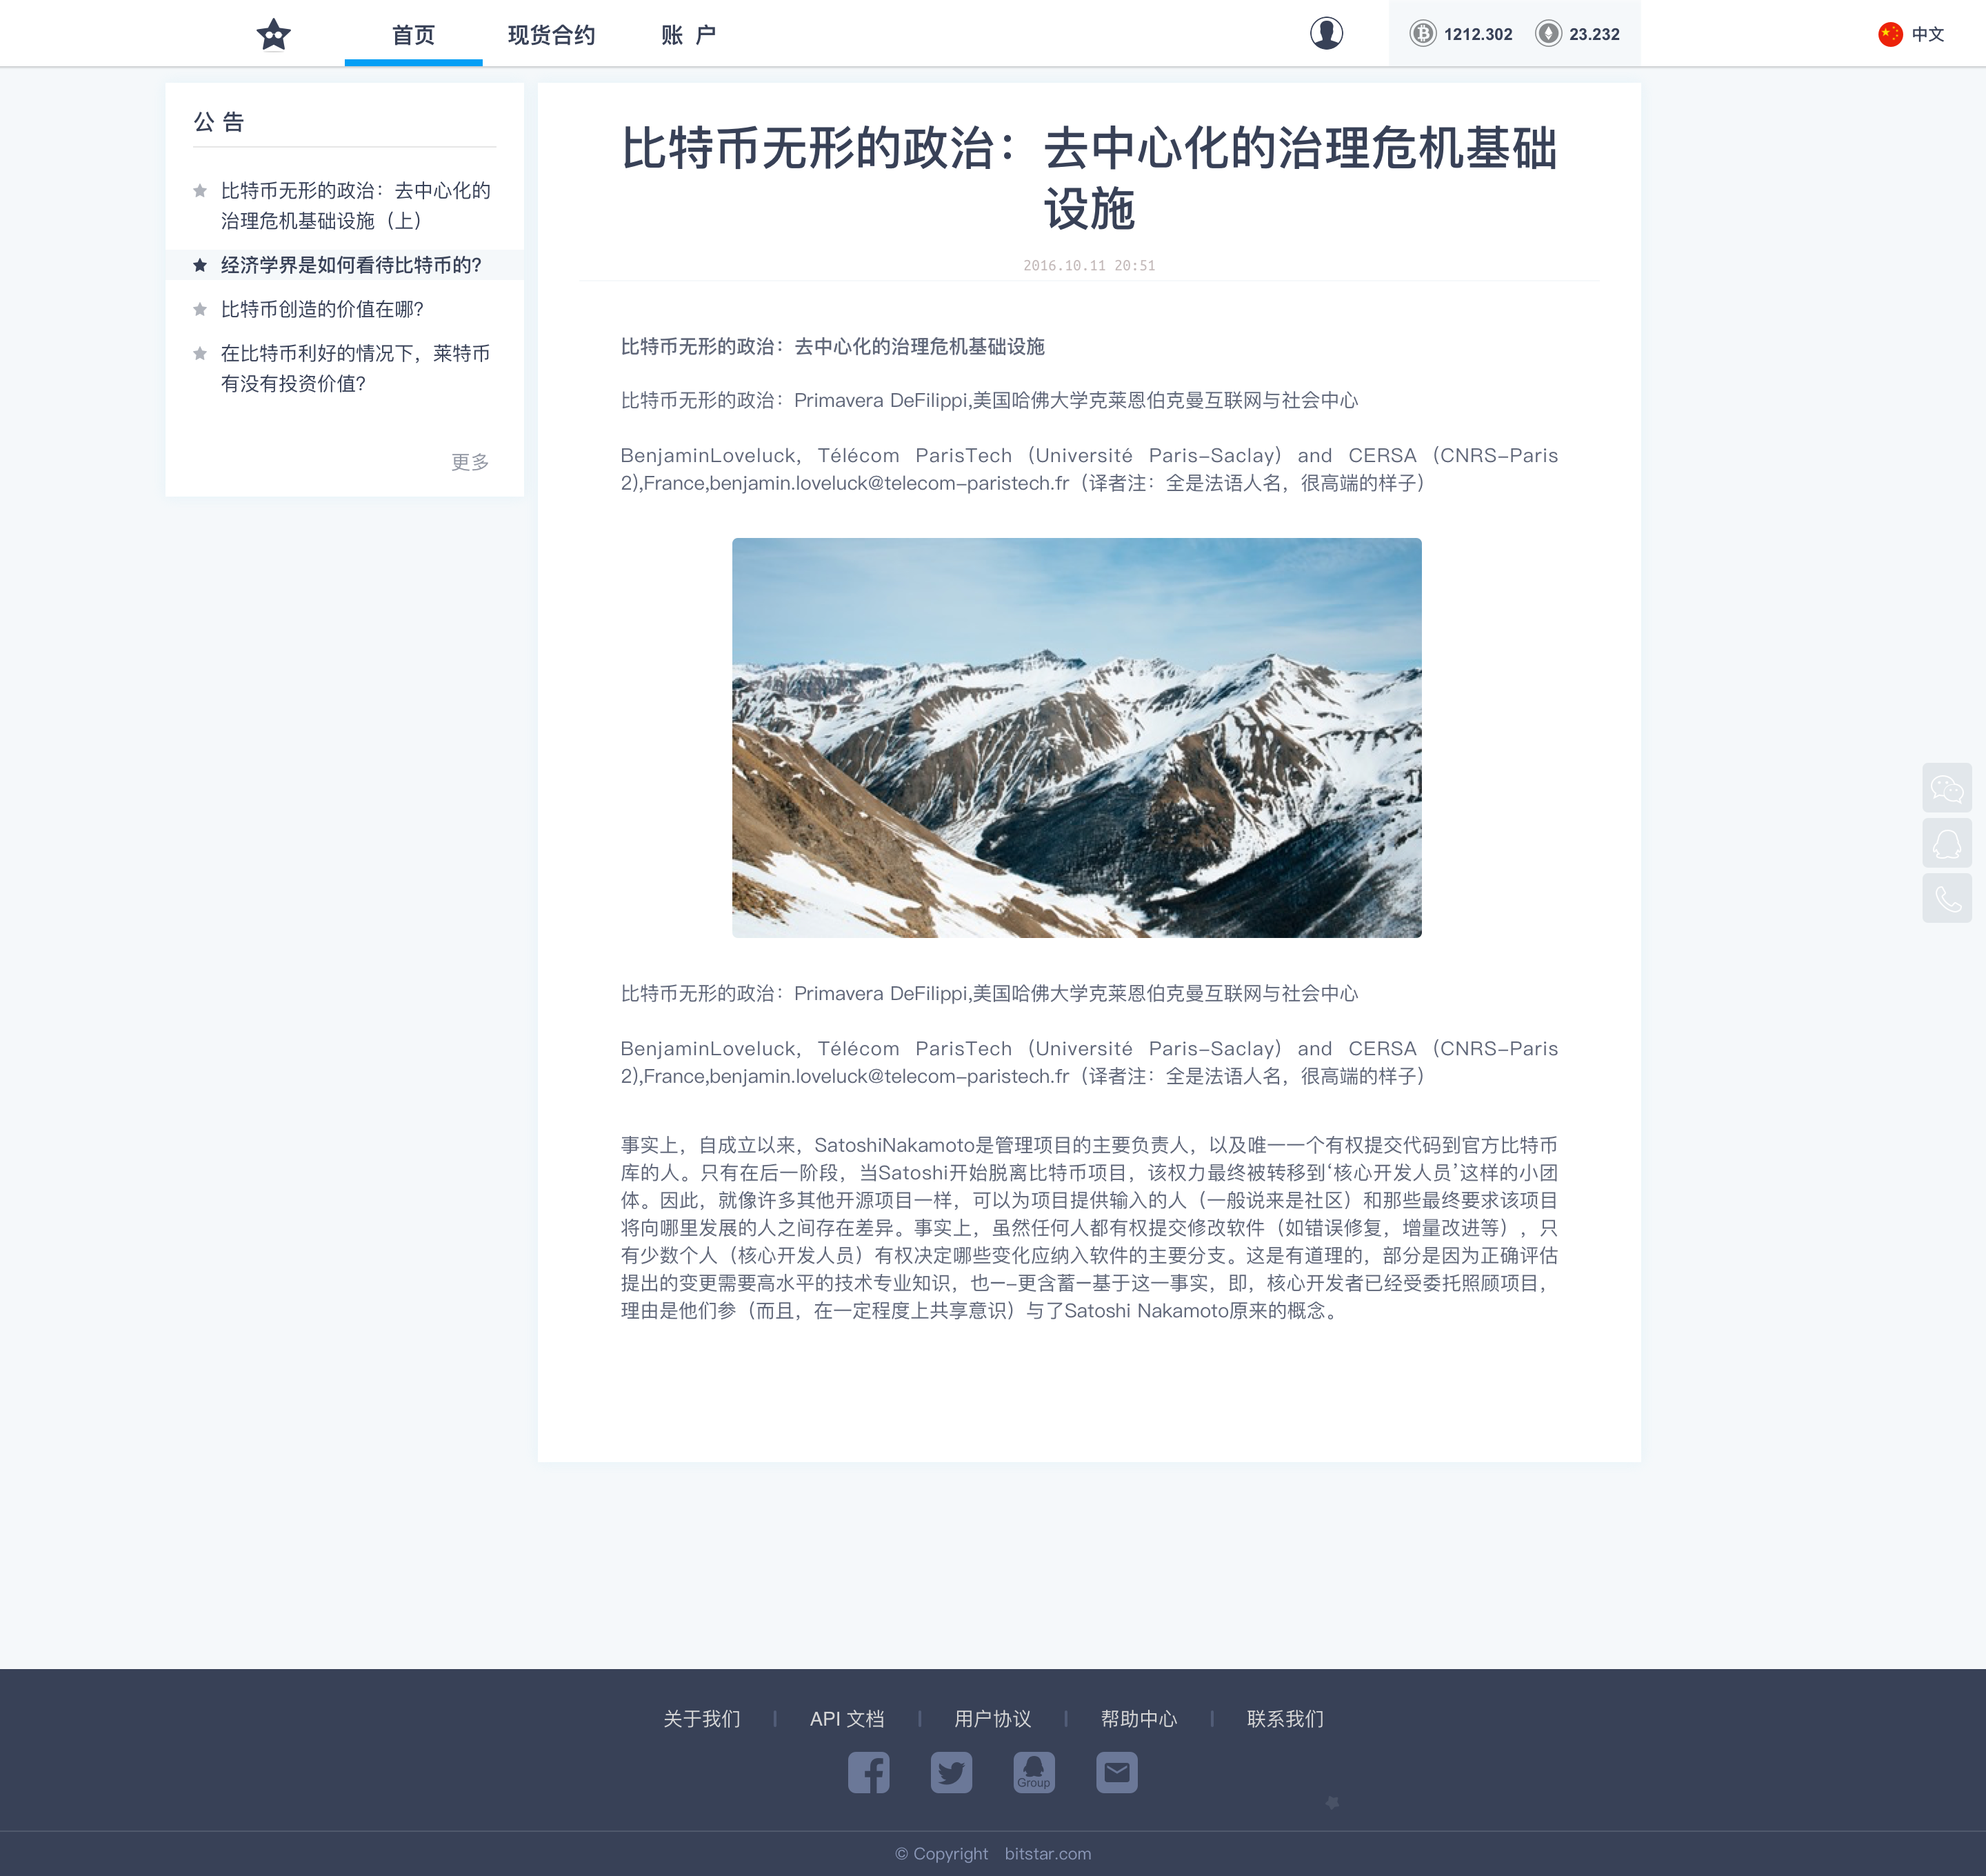 首页 现货合约 账 户 1212.302 23.232 中文
公 告
比特币无形的政治：去中心化的
治理危机基础设施（上）
经济学界是如何看待比特币的？
比特币创造的价值在哪？
在比特币利好的情况下，莱特币
有没有投资价值？
更多
比特币无形的政治：去中心化的治理危机基础
设施
2016.10.11 20:51
比特币无形的政治：去中心化的治理危机基础设施
比特币无形的政治：Primavera DeFilippi,美国哈佛大学克莱恩伯克曼互联网与社会中心
BenjaminLoveluck，Télécom ParisTech（Université Paris-Saclay）and CERSA（CNRS-Paris
2),France,benjamin.loveluck@telecom-paristech.fr（译者注：全是法语人名，很高端的样子）
比特币无形的政治：Primavera DeFilippi,美国哈佛大学克莱恩伯克曼互联网与社会中心
BenjaminLoveluck，Télécom ParisTech（Université Paris-Saclay）and CERSA（CNRS-Paris
2),France,benjamin.loveluck@telecom-paristech.fr（译者注：全是法语人名，很高端的样子）
事实上，自成立以来，SatoshiNakamoto是管理项目的主要负责人，以及唯一一个有权提交代码到官方比特币
库的人。只有在后一阶段，当Satoshi开始脱离比特币项目，该权力最终被转移到‘核心开发人员’这样的小团
体。因此，就像许多其他开源项目一样，可以为项目提供输入的人（一般说来是社区）和那些最终要求该项目
将向哪里发展的人之间存在差异。事实上，虽然任何人都有权提交修改软件（如错误修复，增量改进等），只
有少数个人（核心开发人员）有权决定哪些变化应纳入软件的主要分支。这是有道理的，部分是因为正确评估
提出的变更需要高水平的技术专业知识，也—-更含蓄—基于这一事实，即，核心开发者已经受委托照顾项目，
理由是他们参（而且，在一定程度上共享意识）与了Satoshi Nakamoto原来的概念。
关于我们 | API 文档 | 用户协议 | 帮助中心 | 联系我们
Group
© Copyright bitstar.com